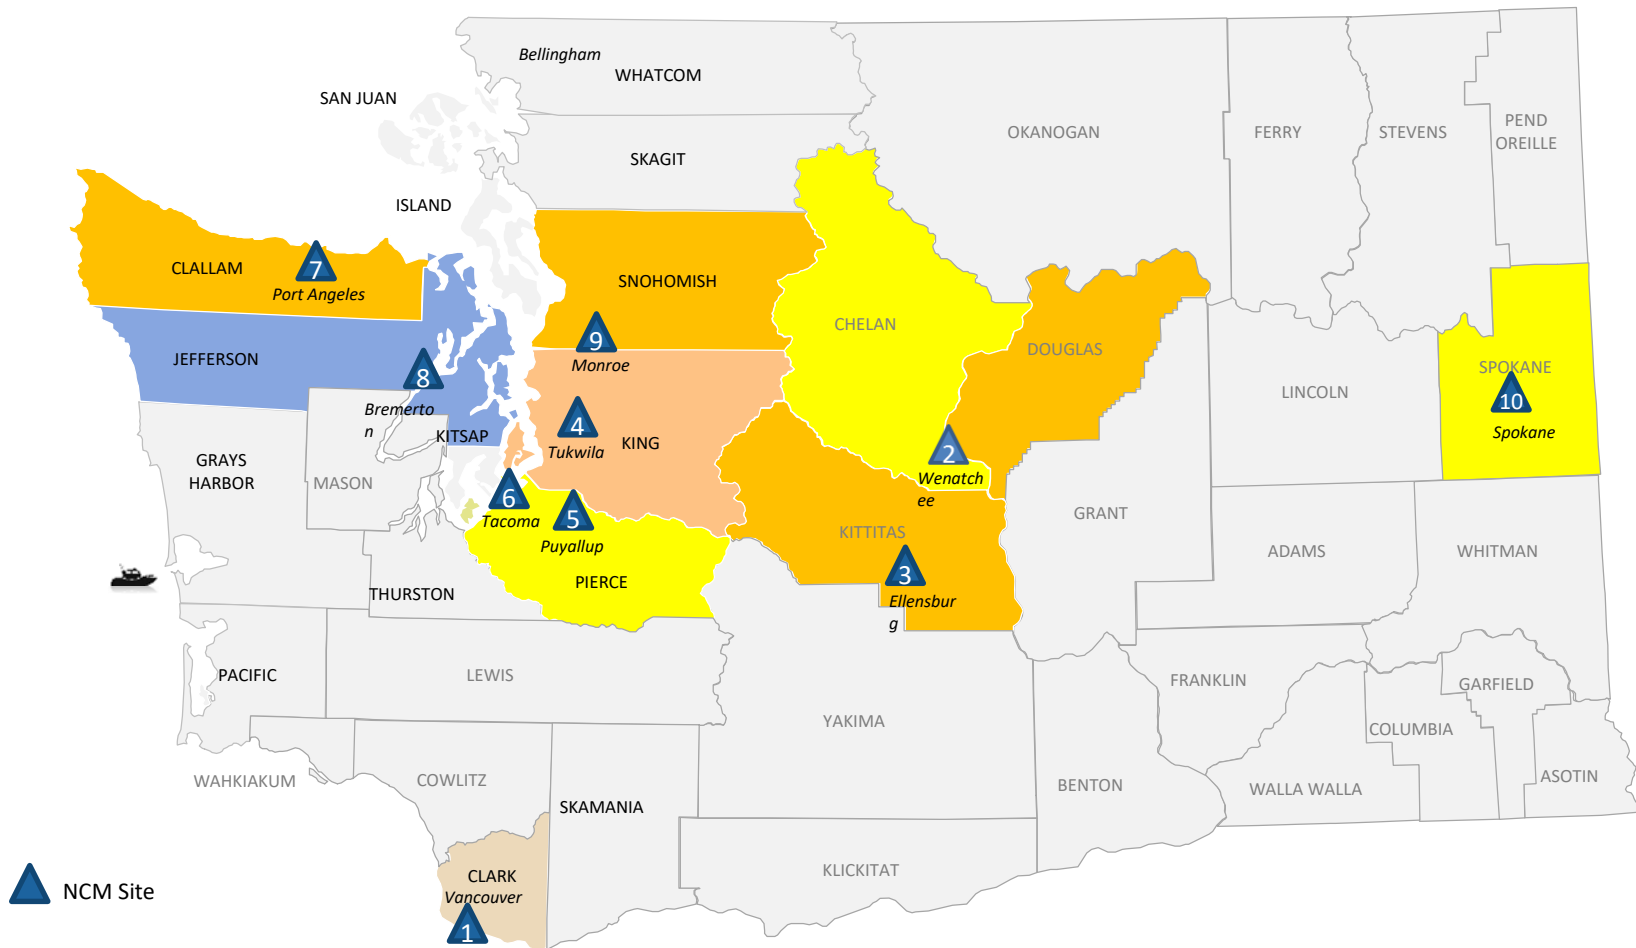 Bellingham
WHATCOM
SAN JUAN
OKANOGAN
FERRY
STEVENS
PEND
OREILLE
SKAGIT
ISLAND
CLALLAM
7
Port Angeles
SNOHOMISH
9
Monroe
CHELAN
DOUGLAS
JEFFERSON
8
Bremerto
n
KITSAP
4
Tukwila
KING
LINCOLN
SPOKANE
10
Spokane
2
Wenatch
ee
GRAYS
HARBOR
MASON
6
Tacoma
5
Puyallup
PIERCE
KITTITAS
3
Ellensbur
g
GRANT
ADAMS
WHITMAN
THURSTON
PACIFIC
LEWIS
YAKIMA
FRANKLIN
GARFIELD
COLUMBIA
WAHKIAKUM
COWLITZ
SKAMANIA
BENTON
WALLA WALLA
ASOTIN
KLICKITAT
CLARK
Vancouver
1
NCM Site